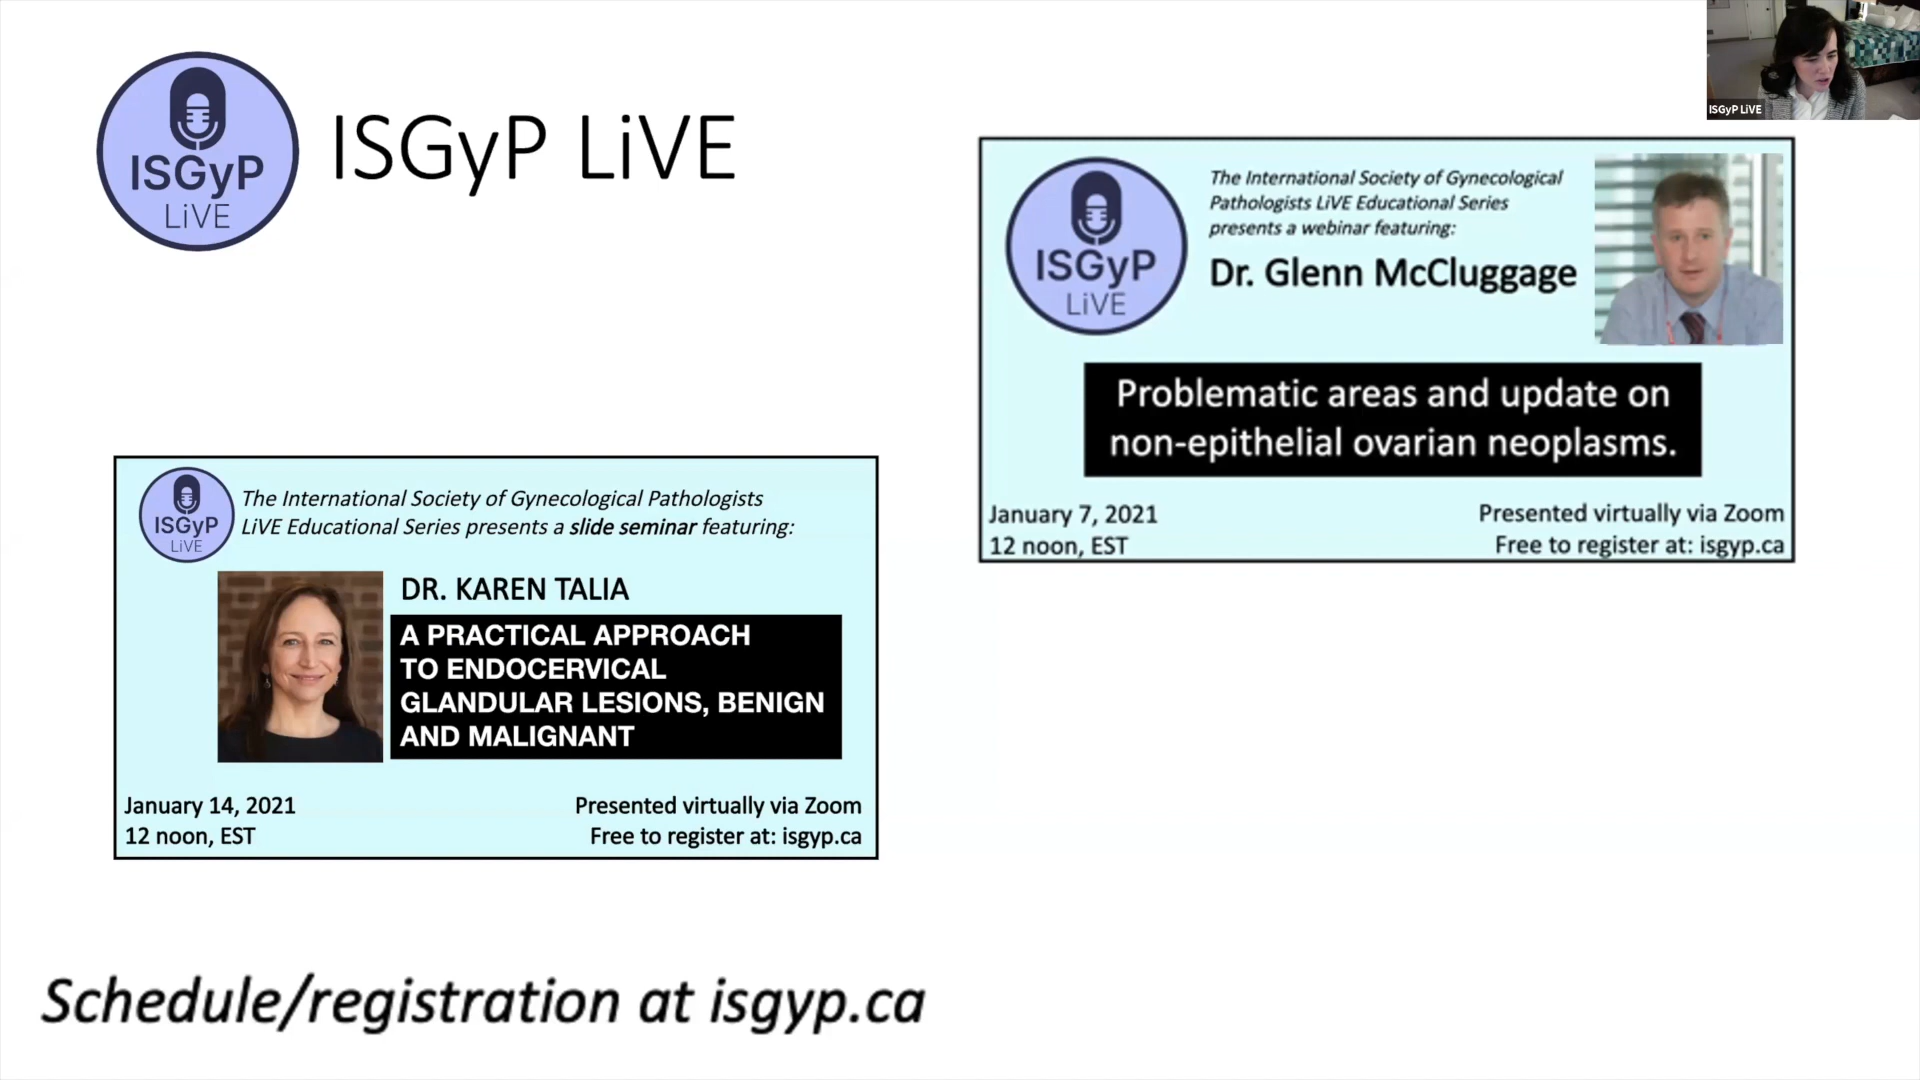 ISGyP
LiVE
ISGyP LiVE
ISGyP LiVE
ISGyP
LiVE
The International Society of Gynecological
Pathologists LiVE Educational Series
presents a webinar featuring:
Dr. Glenn McCluggage
Problematic areas and update on
non-epithelial ovarian neoplasms.
January 7, 2021
12 noon, EST
Presented virtually via Zoom
Free to register at: isgyp.ca
ISGyP
LiVE
The International Society of Gynecological Pathologists
LiVE Educational Series presents a slide seminar featuring:
DR. KAREN TALIA
A PRACTICAL APPROACH
TO ENDOCERVICAL
GLANDULAR LESIONS, BENIGN
AND MALIGNANT
January 14, 2021
12 noon, EST
Presented virtually via Zoom
Free to register at: isgyp.ca
Schedule/registration at isgyp.ca